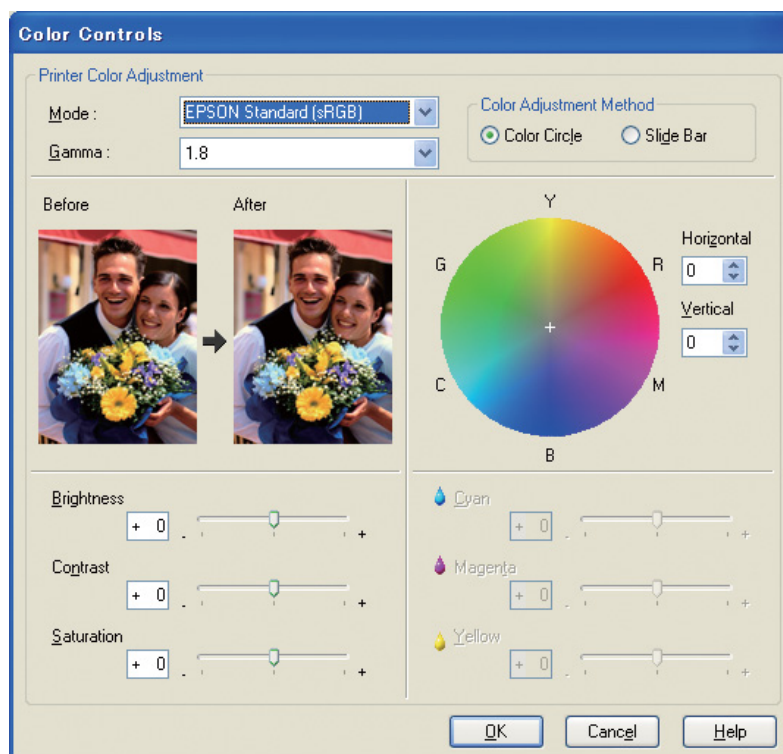 Color Controls
Printer Color Adjustment
Mode :
EPSON Standard (sRGB)
Gamma :
1.8
Color Adjustment Method
Color Circle
Slide Bar
Before
After
Y
G
R
C
M
B
Horizontal
0
Vertical
0
Brightness
+ 0
- +
Contrast
+ 0
- +
Saturation
+ 0
- +
Cyan
+ 0
- +
Magenta
+ 0
- +
Yellow
+ 0
- +
OK
Cancel
Help